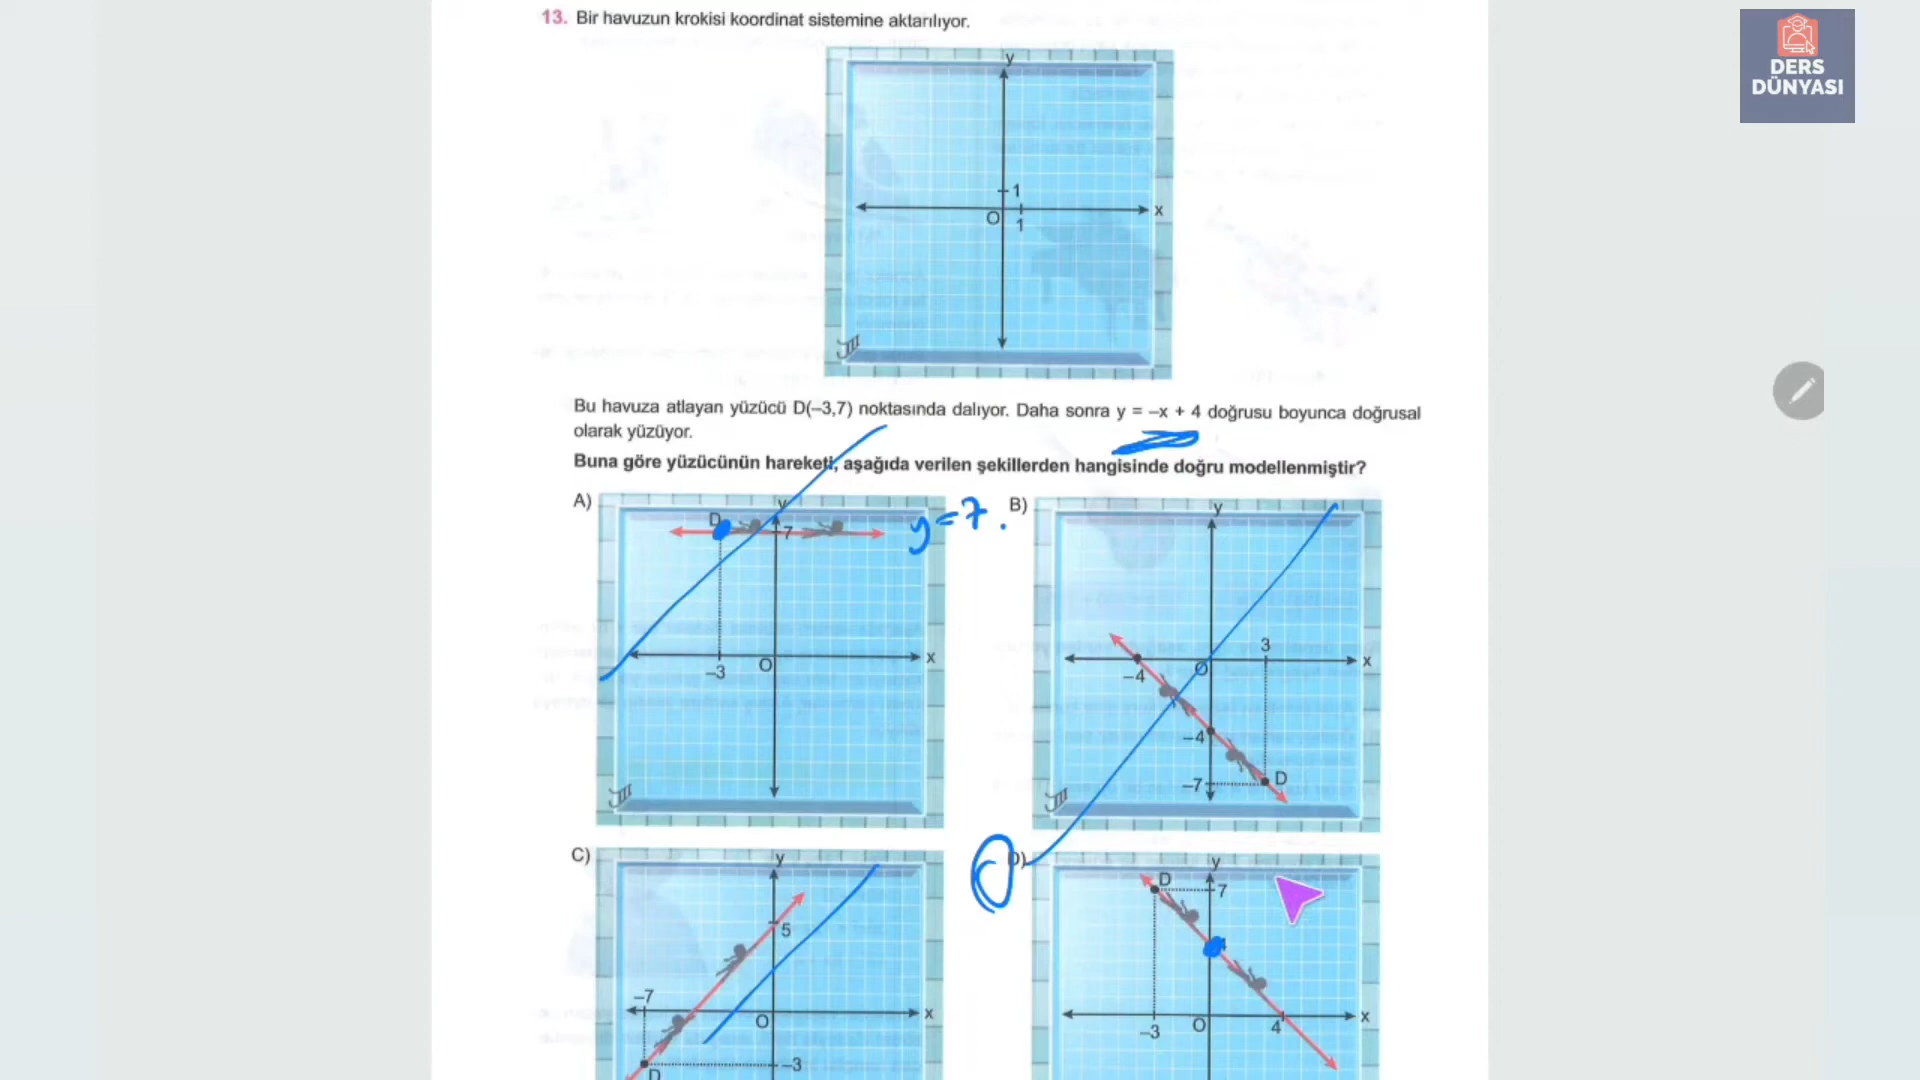 13. Bir havuzun krokisi koordinat sistemine aktarılıyor.
DERS
DÜNYASI
y
1
O
1
x
Bu havuza atlayan yüzücü D(–3,7) noktasında dalıyor. Daha sonra y = –x + 4 doğrusu boyunca doğrusal
olarak yüzüyor.
Buna göre yüzücünün hareketi, aşağıda verilen şekillerden hangisinde doğru modellenmiştir?
A)
y
D
7
–3
O
x
y=7.
B)
y
3
x
O
–4
–4
–7
D
C)
y
5
–7
O
x
–3
D
D)
y
D
7
4
–3
O
4
x